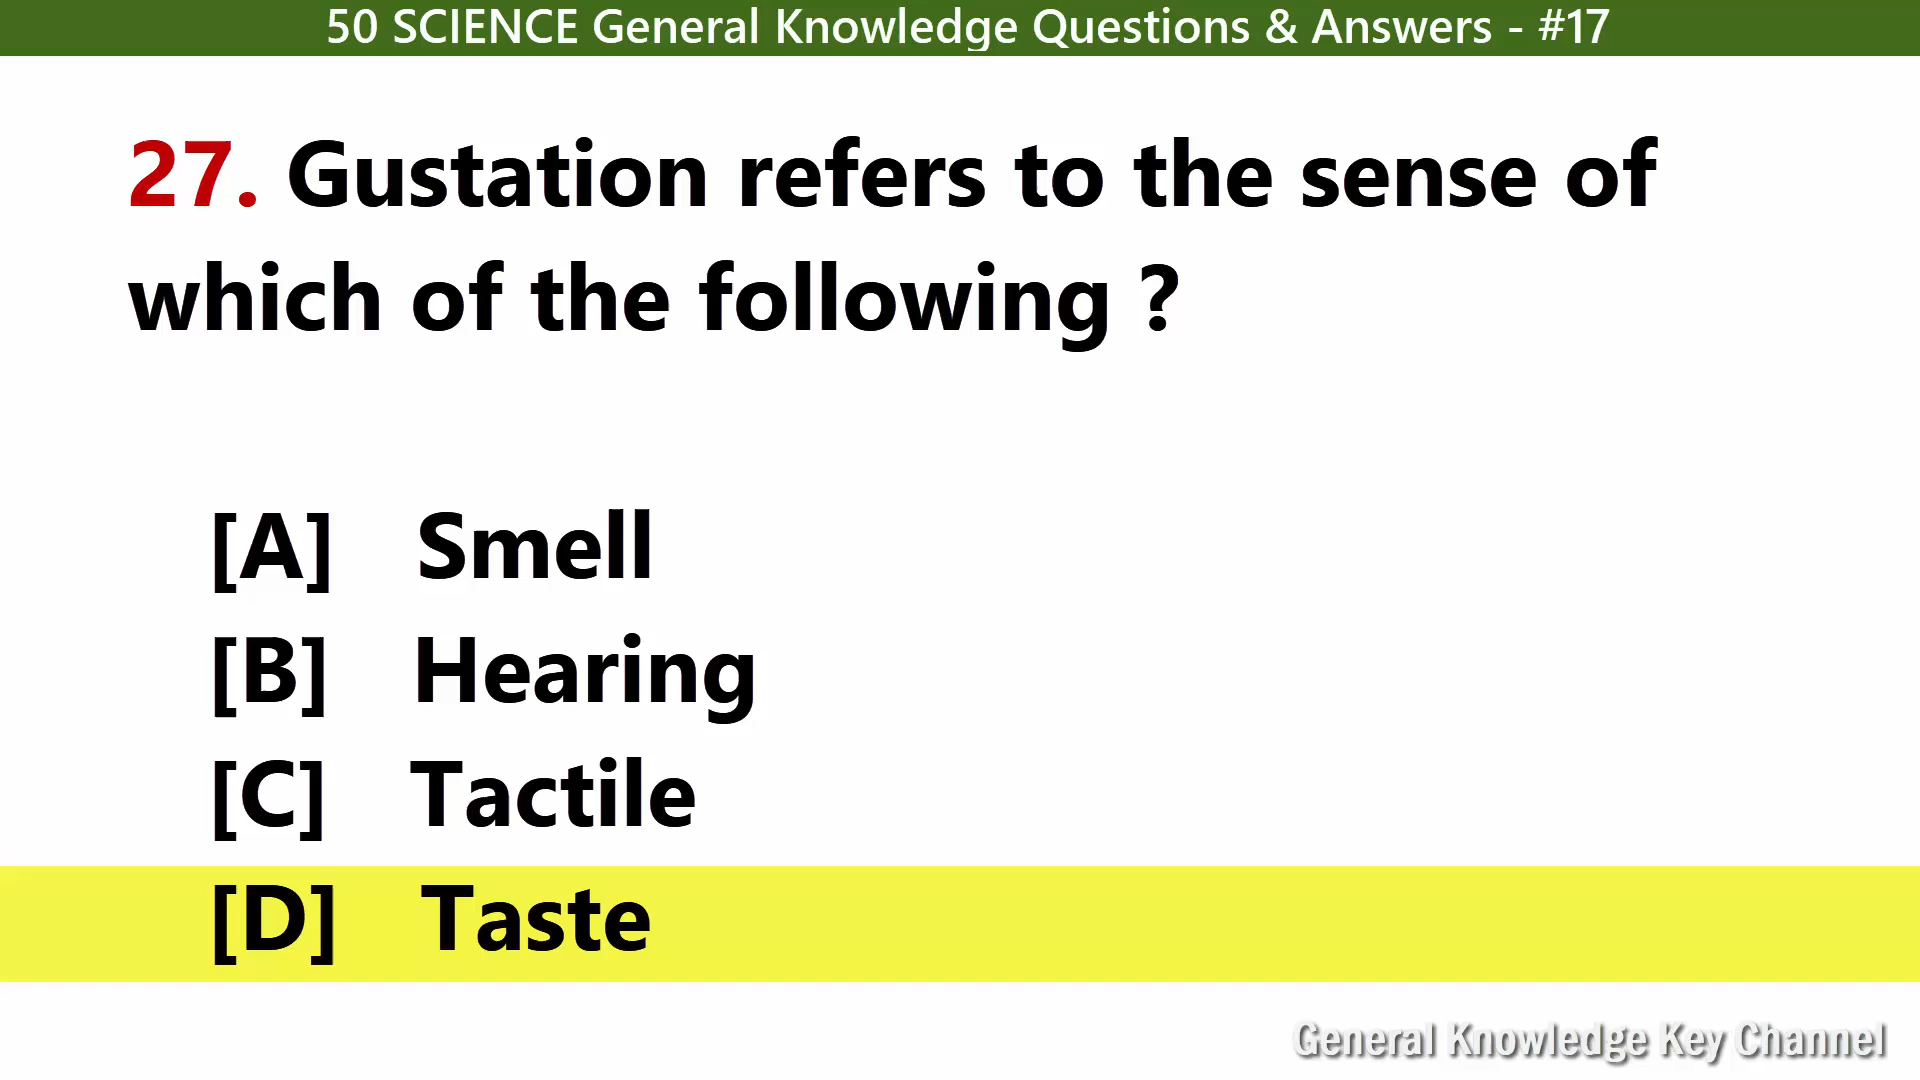 50 SCIENCE General Knowledge Questions & Answers - #17
27. Gustation refers to the sense of
which of the following ?
[A] Smell
[B] Hearing
[C] Tactile
[D] Taste
General Knowledge Key Channel